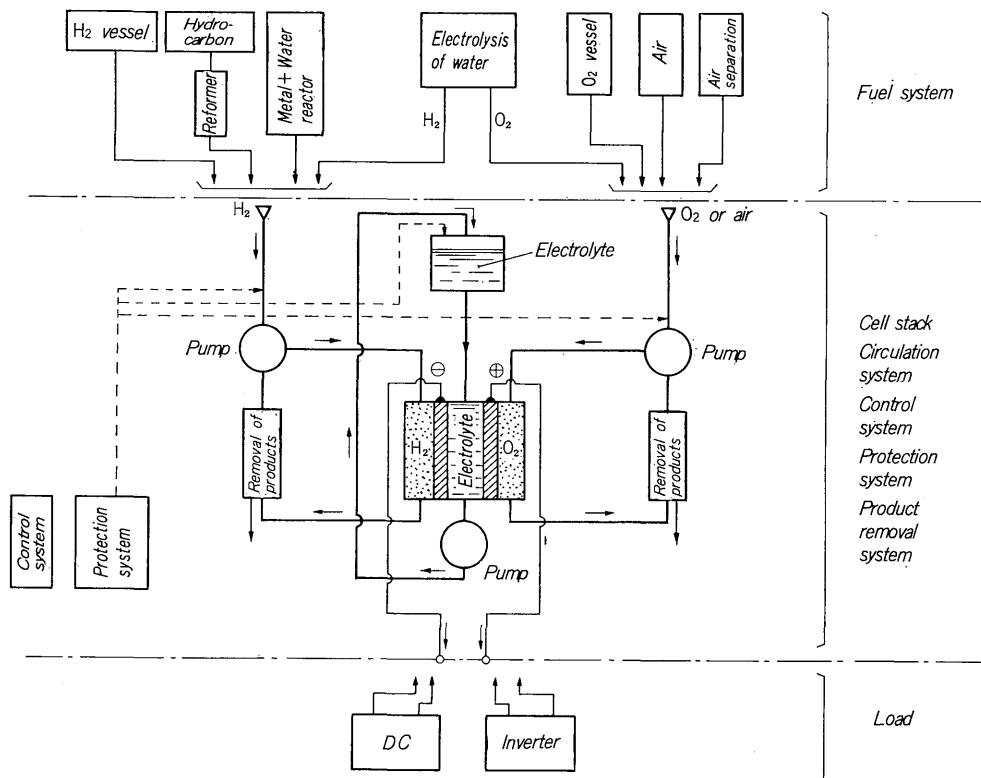 H₂ vessel
Hydro-
carbon
Reformer
Metal + Water
reactor
Electrolysis
of water
H₂
O₂
O₂ vessel
Air
Air
separation
Fuel system
H₂
O₂ or air
Electrolyte
Pump
Pump
⊖
⊕
H₂
Electrolyte
O₂
Removal of
products
Removal of
products
Pump
Control
system
Protection
system
Cell stack
Circulation
system
Control
system
Protection
system
Product
removal
system
DC
Inverter
Load